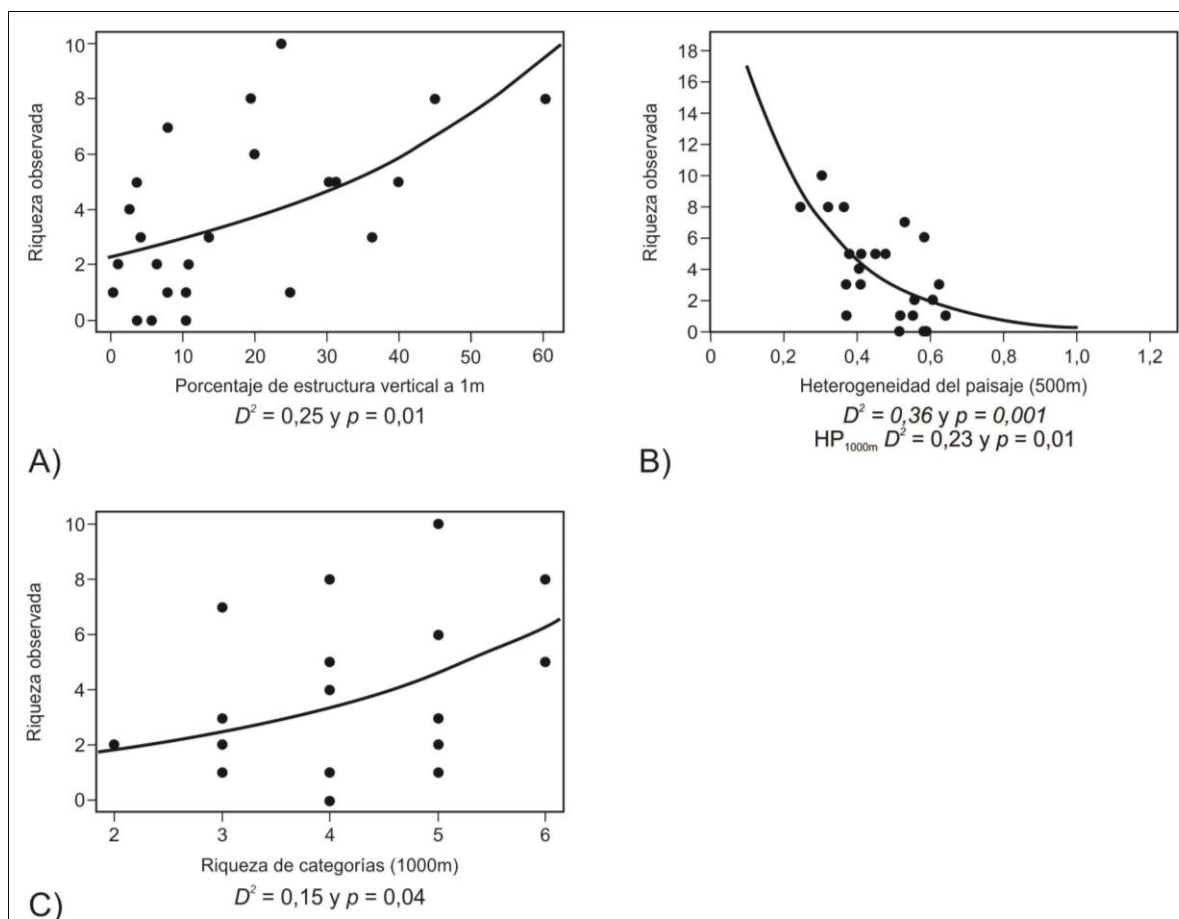 10
8
6
4
2
0
Riqueza observada
0 10 20 30 40 50 60
Porcentaje de estructura vertical a 1m
D² = 0,25 y p = 0,01
A)
18
16
14
12
10
8
6
4
2
0
Riqueza observada
0 0,2 0,4 0,6 0,8 1,0 1,2
Heterogeneidad del paisaje (500m)
D² = 0,36 y p = 0,001
HP1000m D² = 0,23 y p = 0,01
B)
10
8
6
4
2
0
Riqueza observada
2 3 4 5 6
Riqueza de categorías (1000m)
D² = 0,15 y p = 0,04
C)